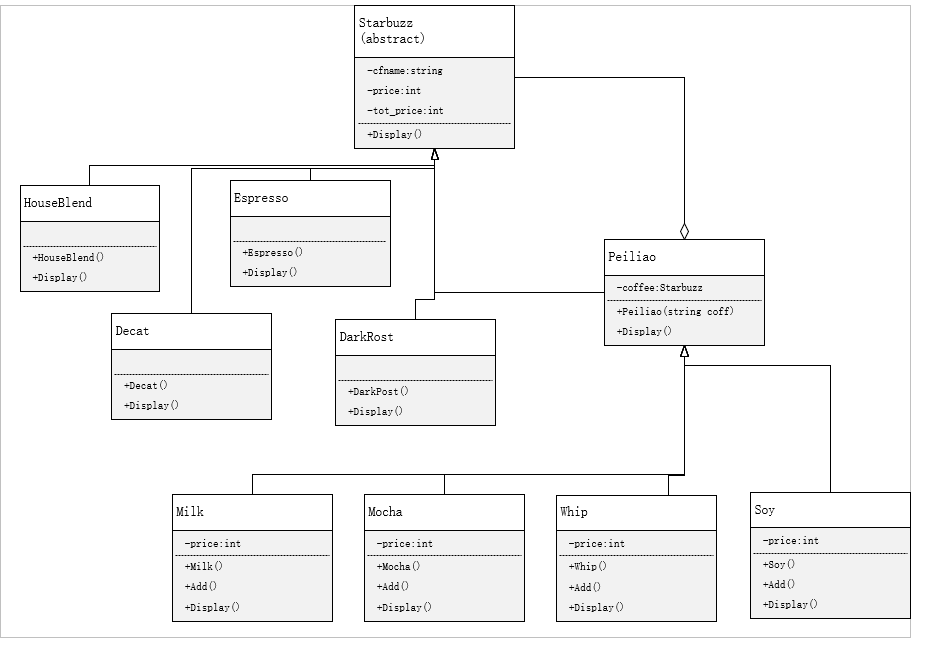 Starbuzz
(abstract)
-cfname:string
-price:int
-tot_price:int
+Display()
HouseBlend
+HouseBlend()
+Display()
Espresso
+Espresso()
+Display()
Peiliao
-coffee:Starbuzz
+Peiliao(string coff)
+Display()
Decat
+Decat()
+Display()
DarkRost
+DarkPost()
+Display()
Milk
-price:int
+Milk()
+Add()
+Display()
Mocha
-price:int
+Mocha()
+Add()
+Display()
Whip
-price:int
+Whip()
+Add()
+Display()
Soy
-price:int
+Soy()
+Add()
+Display()